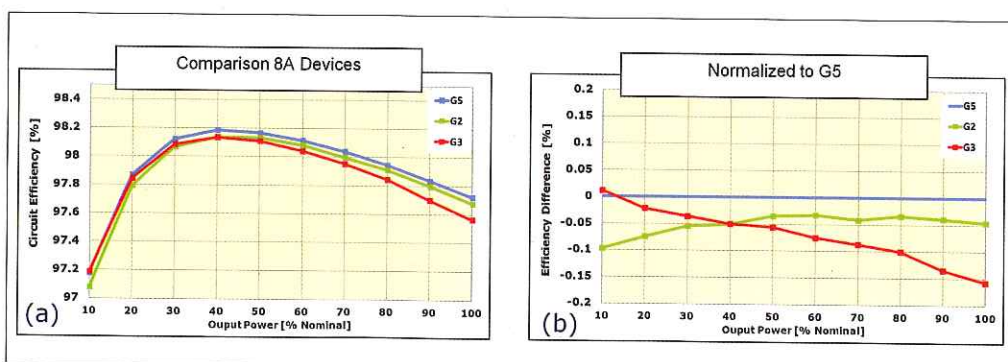 Comparison 8A Devices
Circuit Efficiency [%]
98.4
98.2
98
97.8
97.6
97.4
97.2
97
G5
G2
G3
10 20 30 40 50 60 70 80 90 100
Ouput Power [% Nominal]
(a)
Normalized to G5
Efficiency Difference [%]
0.2
0.15
0.1
0.05
0
-0.05
-0.1
-0.15
-0.2
G5
G2
G3
10 20 30 40 50 60 70 80 90 100
Ouput Power [% Nominal]
(b)